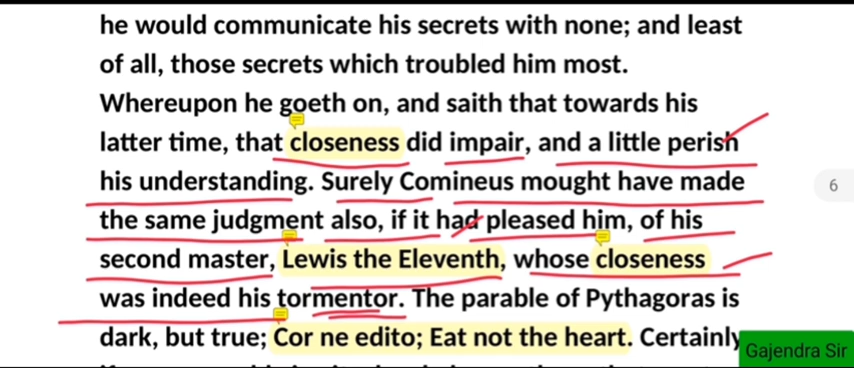 he would communicate his secrets with none; and least
of all, those secrets which troubled him most.
Whereupon he goeth on, and saith that towards his
latter time, that closeness did impair, and a little perish
his understanding. Surely Comineus mought have made
6
the same judgment also, if it had pleased him, of his
second master, Lewis the Eleventh, whose closeness
was indeed his tormentor. The parable of Pythagoras is
dark, but true; Cor ne edito; Eat not the heart. Certainly
Gajendra Sir